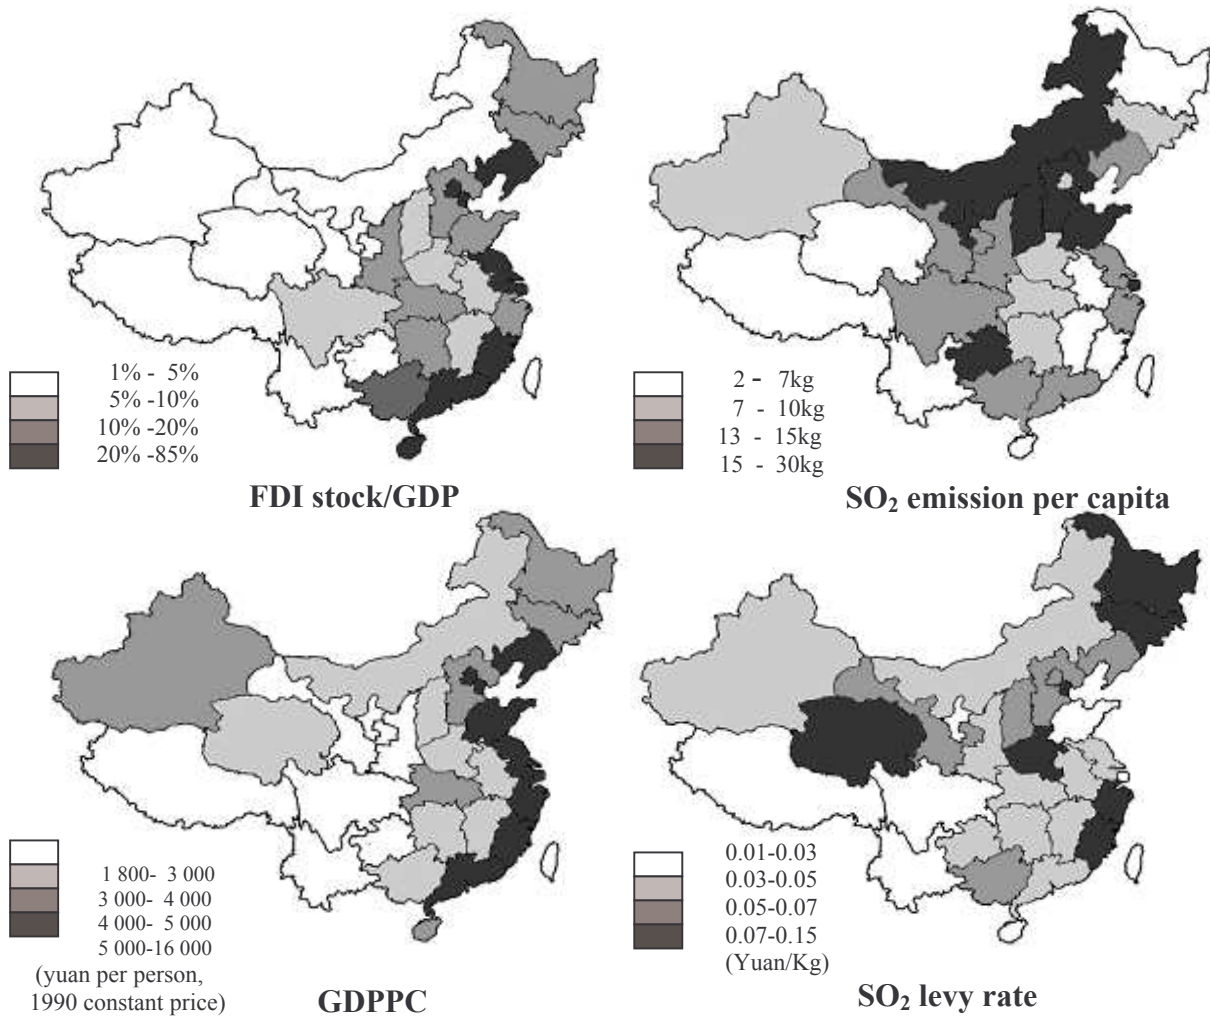 1% - 5%
5% -10%
10% -20%
20% -85%
FDI stock/GDP
2 - 7kg
7 - 10kg
13 - 15kg
15 - 30kg
SO₂ emission per capita
1 800- 3 000
3 000- 4 000
4 000- 5 000
5 000-16 000
(yuan per person,
1990 constant price)
GDPPC
0.01-0.03
0.03-0.05
0.05-0.07
0.07-0.15
(Yuan/Kg)
SO₂ levy rate